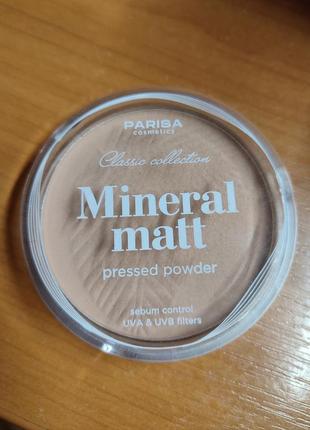 PARISA
cosmetics
Classic collection
Mineral
matt
pressed powder
sebum control
UVA & UVB filters